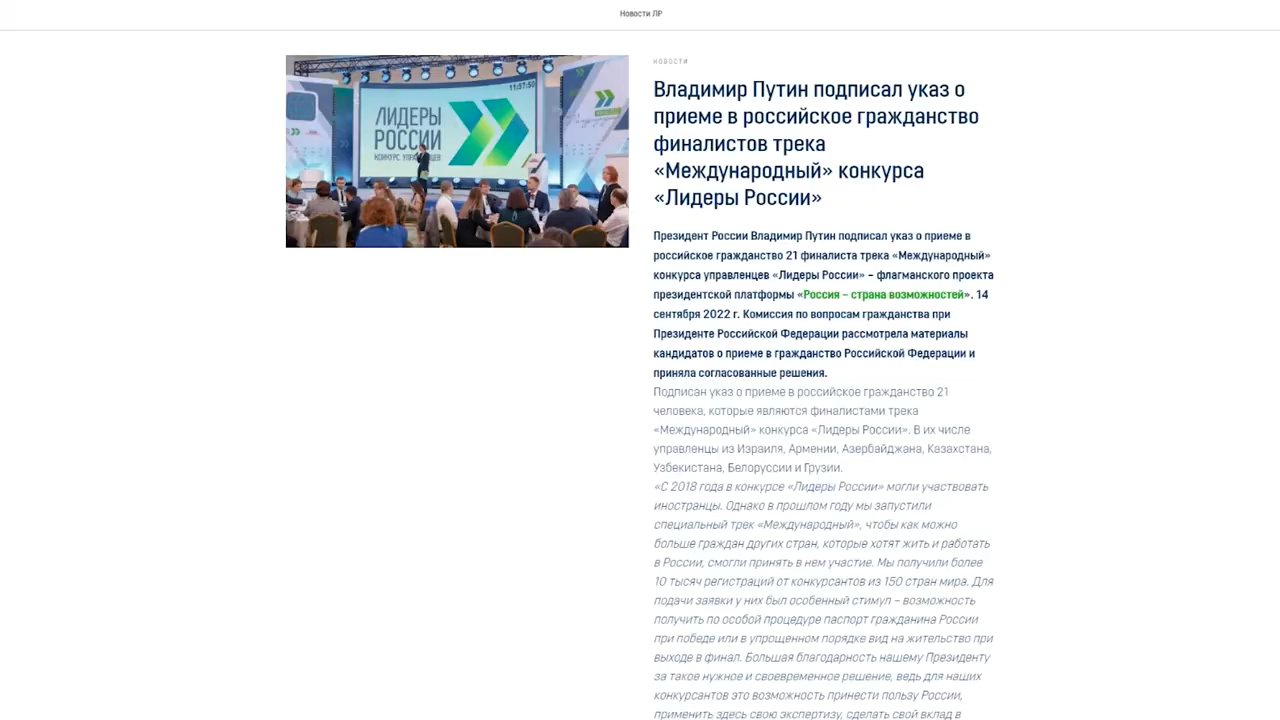 Новости ЛР
11:57:50
ЛИДЕРЫ
РОССИИ
НОВОСТИ
Владимир Путин подписал указ о
приеме в российское гражданство
финалистов трека
«Международный» конкурса
«Лидеры России»
Президент России Владимир Путин подписал указ о приеме в
российское гражданство 21 финалиста трека «Международный»
конкурса управленцев «Лидеры России» – флагманского проекта
президентской платформы «Россия – страна возможностей». 14
сентября 2022 г. Комиссия по вопросам гражданства при
Президенте Российской Федерации рассмотрела материалы
кандидатов о приеме в гражданство Российской Федерации и
приняла согласованные решения.
Подписан указ о приеме в российское гражданство 21
человека, которые являются финалистами трека
«Международный» конкурса «Лидеры России». В их числе
управленцы из Израиля, Армении, Азербайджана, Казахстана,
Узбекистана, Белоруссии и Грузии.
«С 2018 года в конкурсе «Лидеры России» могли участвовать
иностранцы. Однако в прошлом году мы запустили
специальный трек «Международный», чтобы как можно
больше граждан других стран, которые хотят жить и работать
в России, смогли принять в нем участие. Мы получили более
10 тысяч регистраций от конкурсантов из 150 стран мира. Для
подачи заявки у них был особенный стимул – возможность
получить по особой процедуре паспорт гражданина России
при победе или в упрощенном порядке вид на жительство при
выходе в финал. Большая благодарность нашему Президенту
за такое нужное и своевременное решение, ведь для наших
конкурсантов это возможность принести пользу России,
применить здесь свою экспертизу, сделать свой вклад в